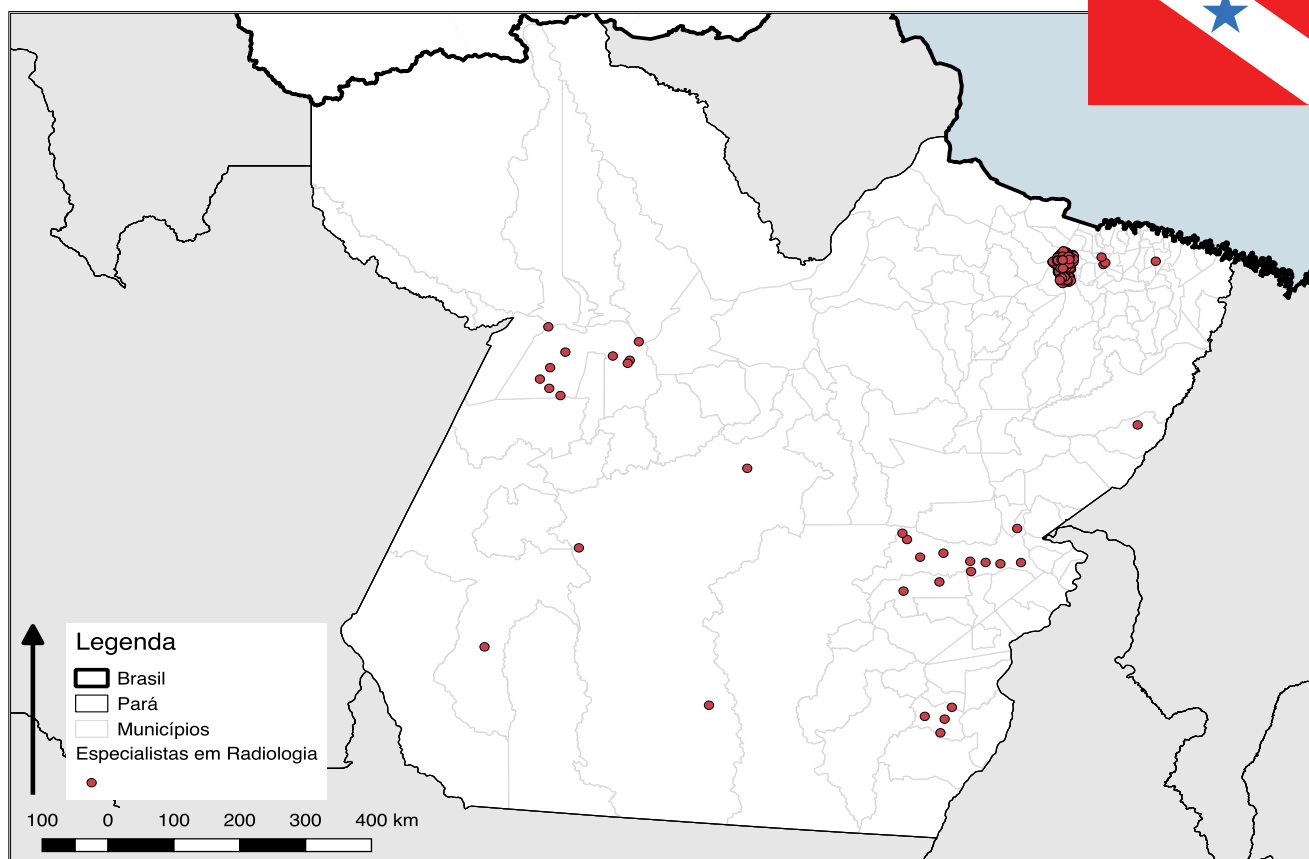 Legenda
Brasil
Pará
Municípios
Especialistas em Radiologia
100 0 100 200 300 400 km